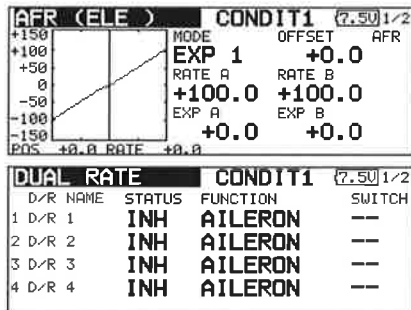 AFR (ELE ) CONDIT1 7.5V 1/2
MODE OFFSET AFR
EXP 1 +0.0
RATE A RATE B
+100.0 +100.0
EXP A EXP B
+0.0 +0.0
+150
+100
+50
0
-50
-100
-150
POS +0.0 RATE +0.0
DUAL RATE CONDIT1 7.5V 1/2
D/R NAME STATUS FUNCTION SWITCH
1 D/R 1 INH AILERON --
2 D/R 2 INH AILERON --
3 D/R 3 INH AILERON --
4 D/R 4 INH AILERON --